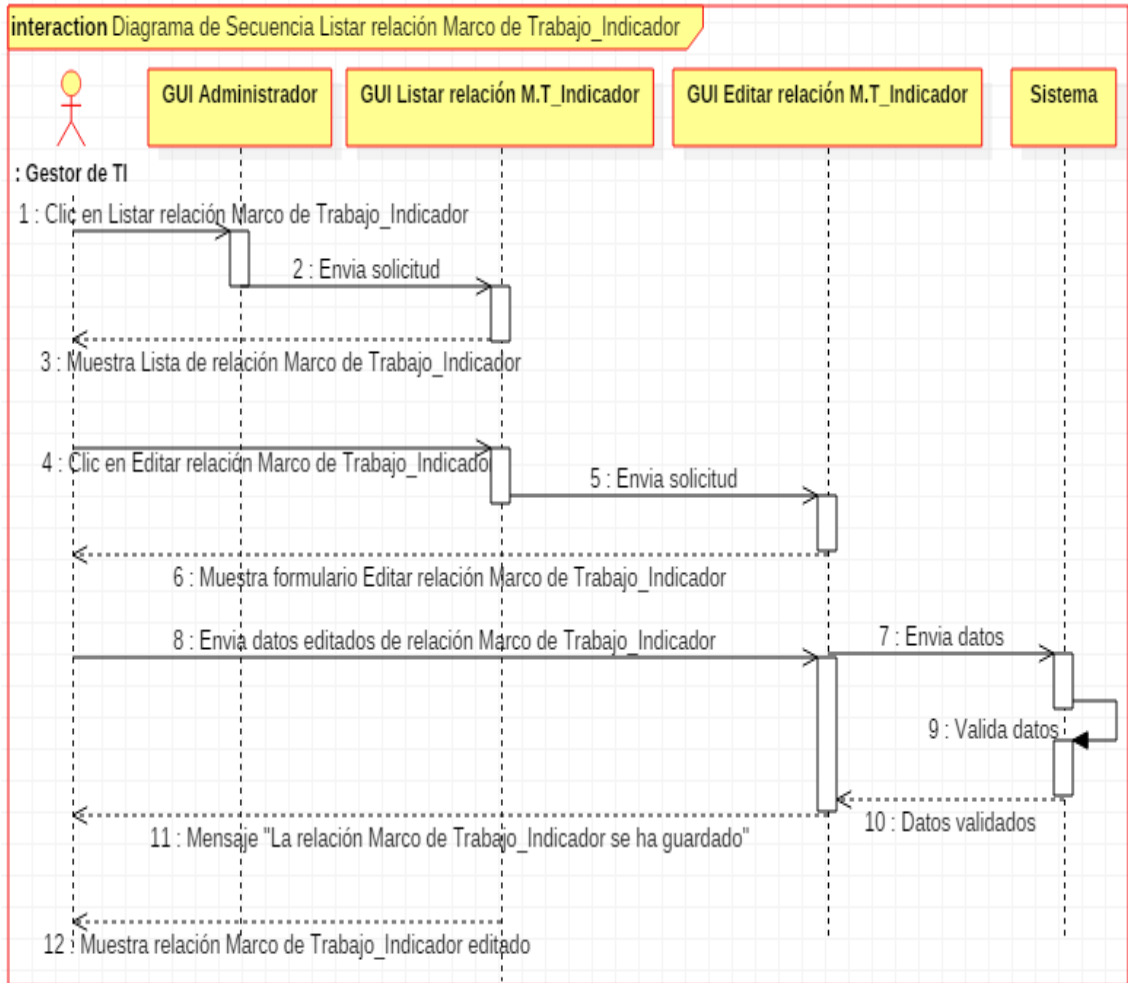 interaction Diagrama de Secuencia Listar relación Marco de Trabajo_Indicador
GUI Administrador
GUI Listar relación M.T_Indicador
GUI Editar relación M.T_Indicador
Sistema
: Gestor de TI
1 : Clic en Listar relación Marco de Trabajo_Indicador
2 : Envia solicitud
3 : Muestra Lista de relación Marco de Trabajo_Indicador
4 : Clic en Editar relación Marco de Trabajo_Indicador
5 : Envia solicitud
6 : Muestra formulario Editar relación Marco de Trabajo_Indicador
8 : Envia datos editados de relación Marco de Trabajo_Indicador
7 : Envia datos
9 : Valida datos
10 : Datos validados
11 : Mensaje "La relación Marco de Trabajo_Indicador se ha guardado"
12 : Muestra relación Marco de Trabajo_Indicador editado